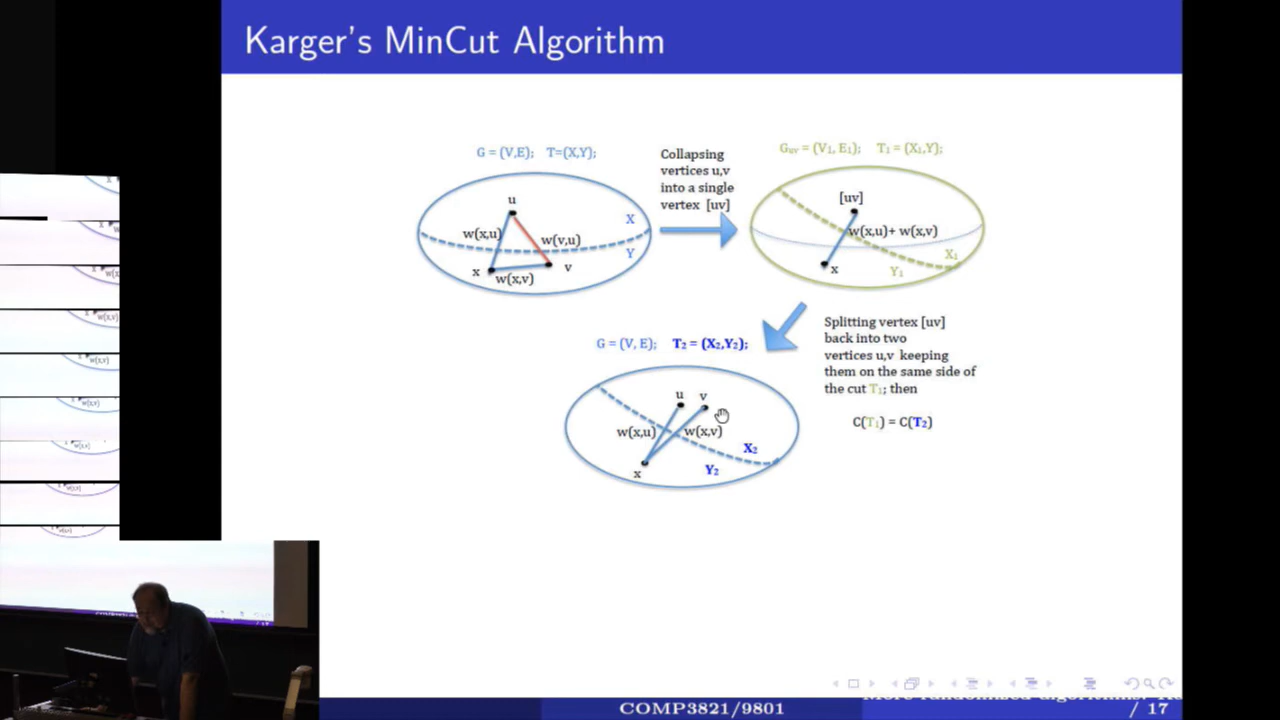 Karger's MinCut Algorithm
G = (V,E); T=(X,Y);
u
w(x,u)
w(v,u)
X
Y
x
w(x,v)
v
Collapsing
vertices u,v
into a single
vertex [uv]
Guv = (V1, E1); T1 = (X1,Y);
[uv]
w(x,u)+ w(x,v)
x
X1
Y1
Splitting vertex [uv]
back into two
vertices u,v keeping
them on the same side of
the cut T1; then
C(T1) = C(T2)
G = (V, E); T2 = (X2,Y2);
u v
w(x,u)
w(x,v)
x
X2
Y2
COMP3821/9801
/ 17